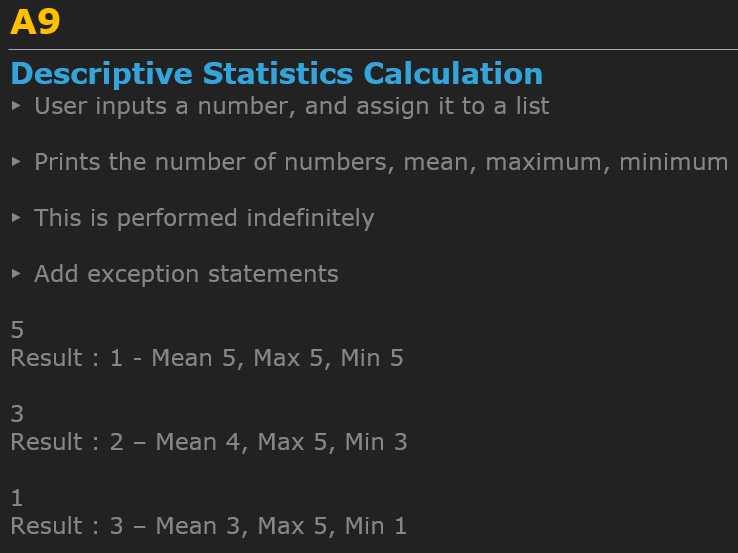 A9
Descriptive Statistics Calculation
‣ User inputs a number, and assign it to a list
‣ Prints the number of numbers, mean, maximum, minimum
‣ This is performed indefinitely
‣ Add exception statements
5
Result : 1 - Mean 5, Max 5, Min 5
3
Result : 2 – Mean 4, Max 5, Min 3
1
Result : 3 – Mean 3, Max 5, Min 1